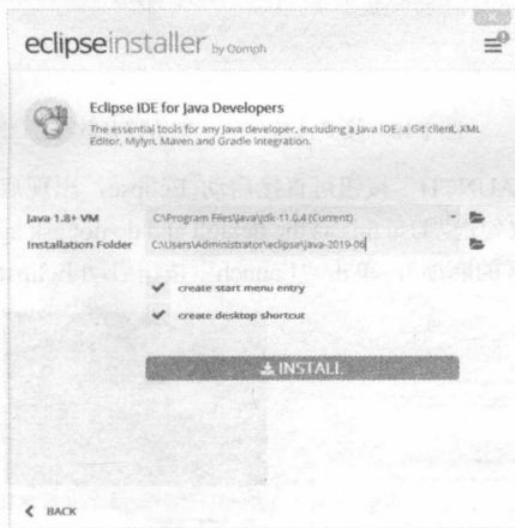 eclipseinstaller by Oomph
Eclipse IDE for Java Developers
The essential tools for any Java developer, including a Java IDE, a Git client, XML
Editor, Mylyn, Maven and Gradle integration.
Java 1.8+ VM C:\Program Files\Java\jdk-11.0.4 (Current)
Installation Folder C:\Users\Administrator\eclipse\java-2019-06
create start menu entry
create desktop shortcut
INSTALL
BACK